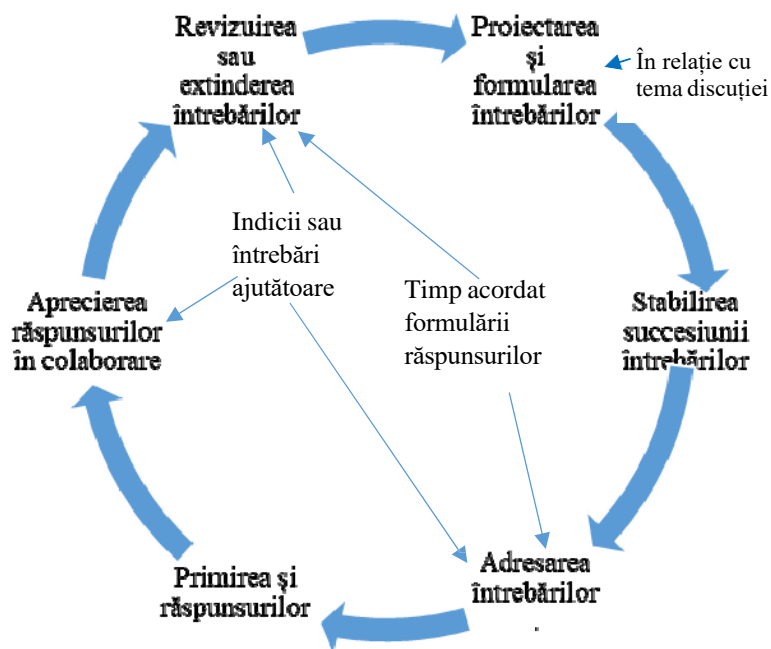 Revizuirea
sau
extinderea
întrebărilor
Proiectarea
și
formularea
întrebărilor
În relație cu
tema discuției
Stabilirea
succesiunii
întrebărilor
Adresarea
întrebărilor
.
Primirea și
răspunsurilor
Aprecierea
răspunsurilor
în colaborare
Indicii sau
întrebări
ajutătoare
Timp acordat
formulării
răspunsurilor